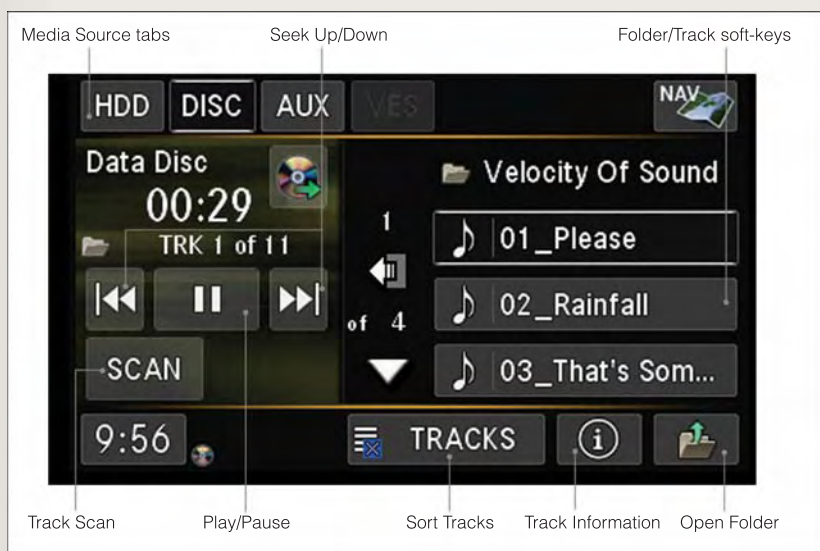 Media Source tabs Seek Up/Down Folder/Track soft-keys
HDD DISC AUX VES NAV
Data Disc
00:29
TRK 1 of 11
SCAN
9:56
1
of 4
Velocity Of Sound
01_Please
02_Rainfall
03_That's Som...
TRACKS
i
Track Scan Play/Pause Sort Tracks Track Information Open Folder